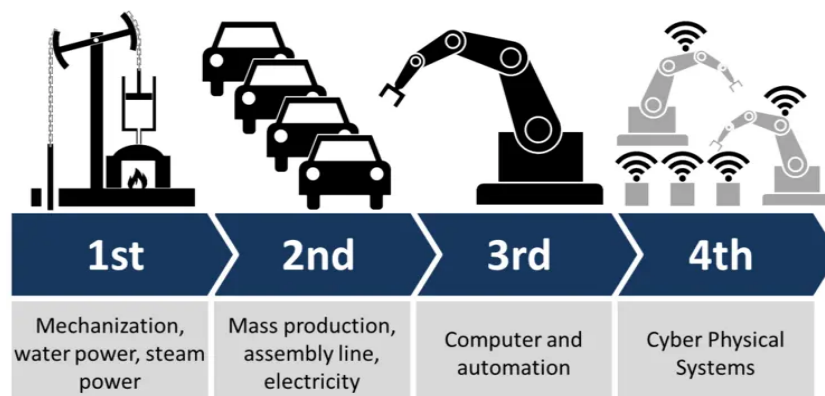 1st
2nd
3rd
4th
Mechanization,
water power, steam
power
Mass production,
assembly line,
electricity
Computer and
automation
Cyber Physical
Systems